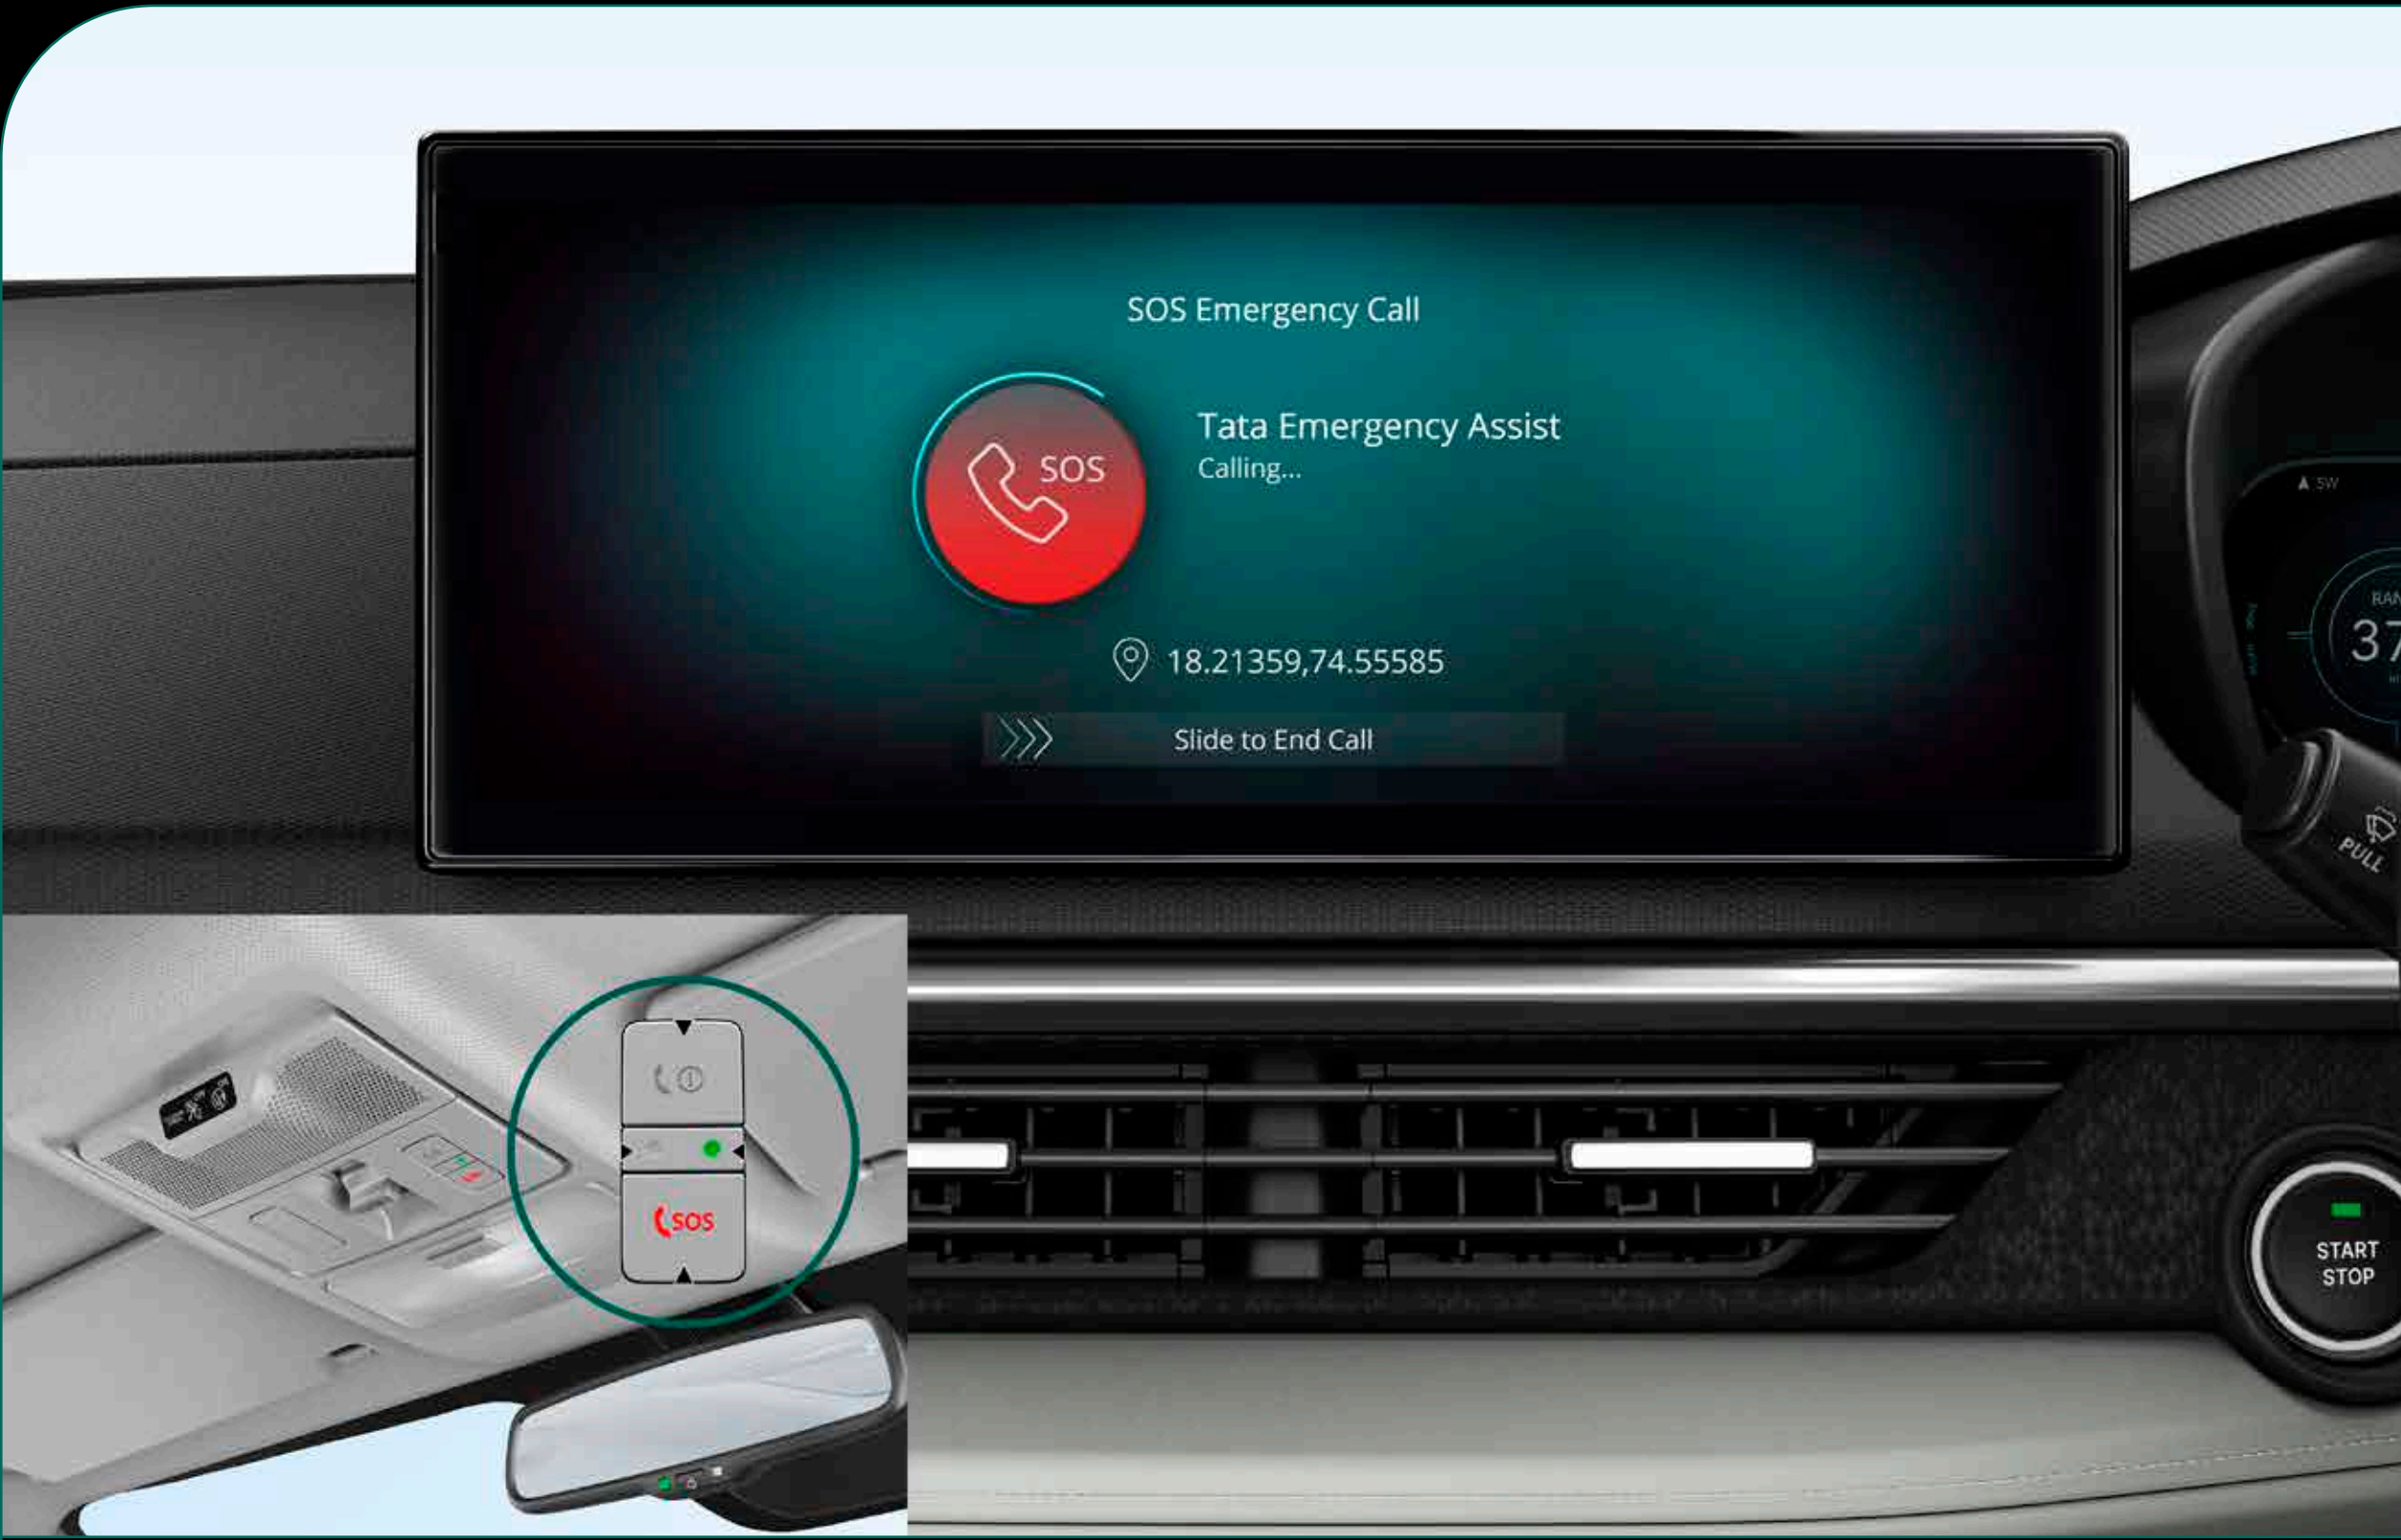 SOS Emergency Call
Tata Emergency Assist
Calling...
SOS
18.21359,74.55585
Slide to End Call
SW
PULL
SOS
START
STOP